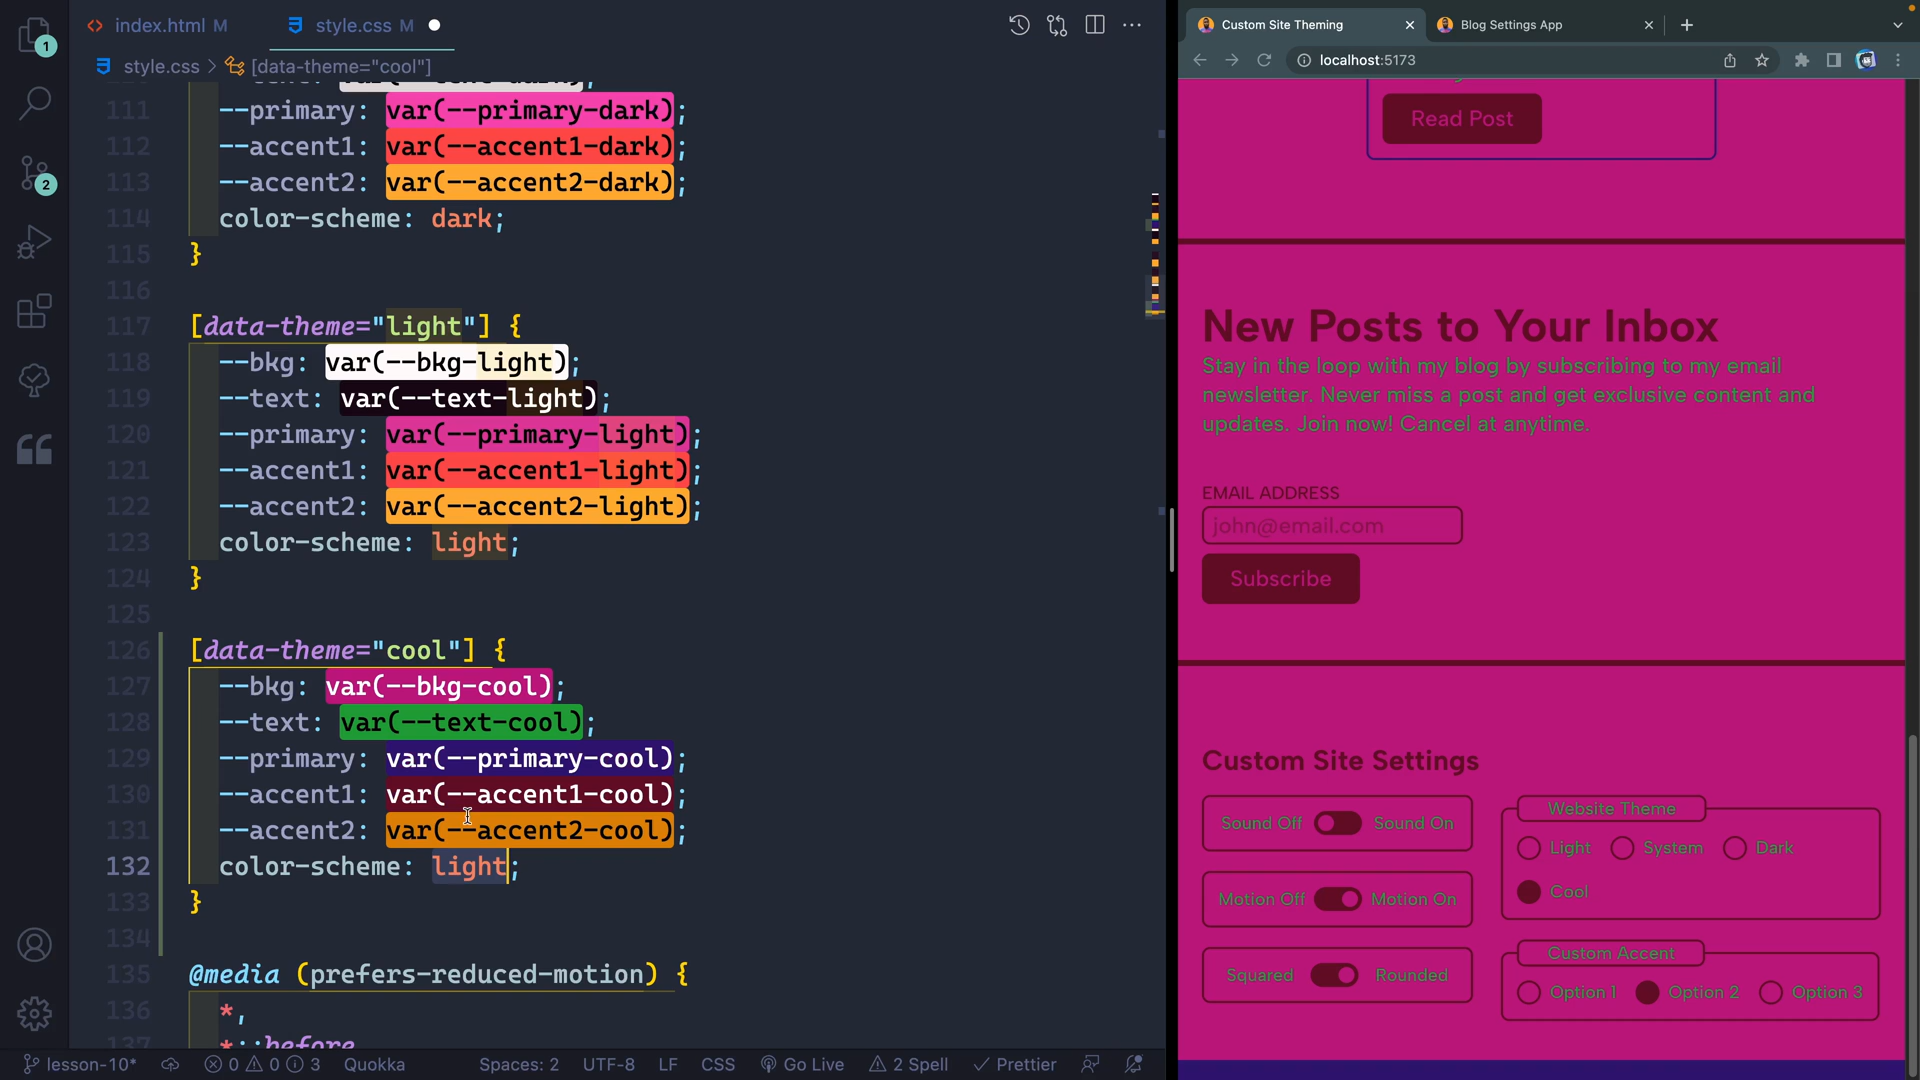 index.html M
style.css M
style.css > [data-theme="cool"]
111 --primary: var(--primary-dark);
112 --accent1: var(--accent1-dark);
113 --accent2: var(--accent2-dark);
114 color-scheme: dark;
115 }
116
117 [data-theme="light"] {
118 --bkg: var(--bkg-light);
119 --text: var(--text-light);
120 --primary: var(--primary-light);
121 --accent1: var(--accent1-light);
122 --accent2: var(--accent2-light);
123 color-scheme: light;
124 }
125
126 [data-theme="cool"] {
127 --bkg: var(--bkg-cool);
128 --text: var(--text-cool);
129 --primary: var(--primary-cool);
130 --accent1: var(--accent1-cool);
131 --accent2: var(--accent2-cool);
132 color-scheme: light;
133 }
134
135 @media (prefers-reduced-motion) {
136 *,
137 *::before
1
2
lesson-10*
0 0 3
Quokka
Spaces: 2
UTF-8
LF
CSS
Go Live
2 Spell
Prettier
Custom Site Theming
Blog Settings App
localhost:5173
Read Post
New Posts to Your Inbox
Stay in the loop with my blog by subscribing to my email
newsletter. Never miss a post and get exclusive content and
updates. Join now! Cancel at anytime.
EMAIL ADDRESS
john@email.com
Subscribe
Custom Site Settings
Sound Off Sound On
Motion Off Motion On
Squared Rounded
Website Theme
Light System Dark
Cool
Custom Accent
Option 1 Option 2 Option 3